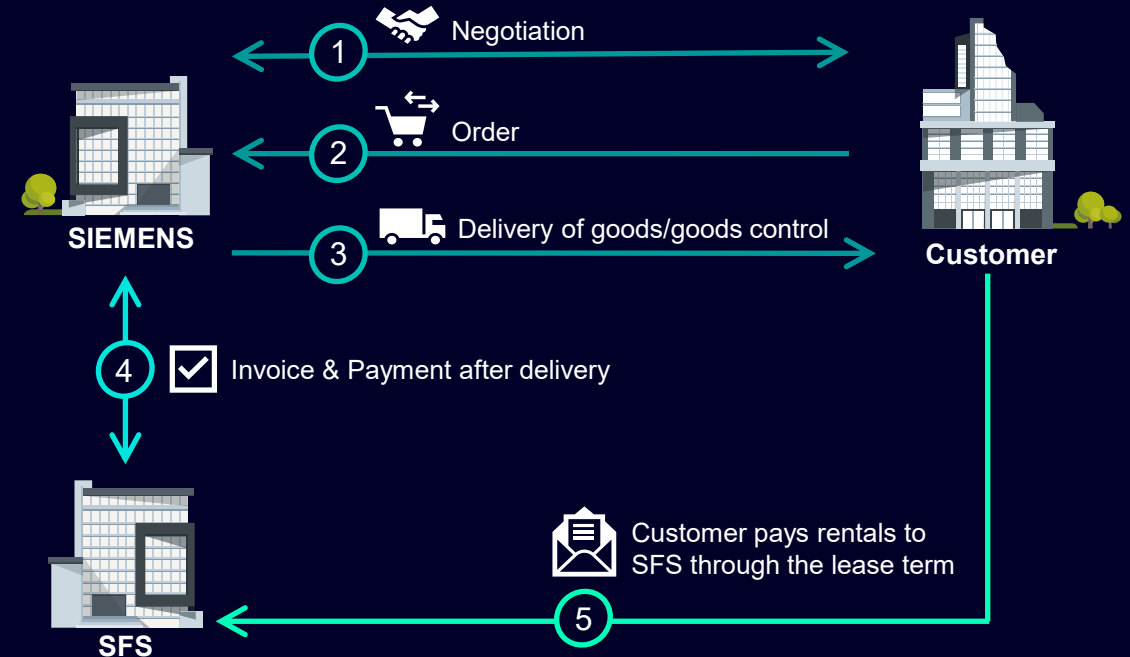 1
Negotiation
2
Order
SIEMENS
3
Delivery of goods/goods control
Customer
4
Invoice & Payment after delivery
Customer pays rentals to
SFS through the lease term
5
SFS